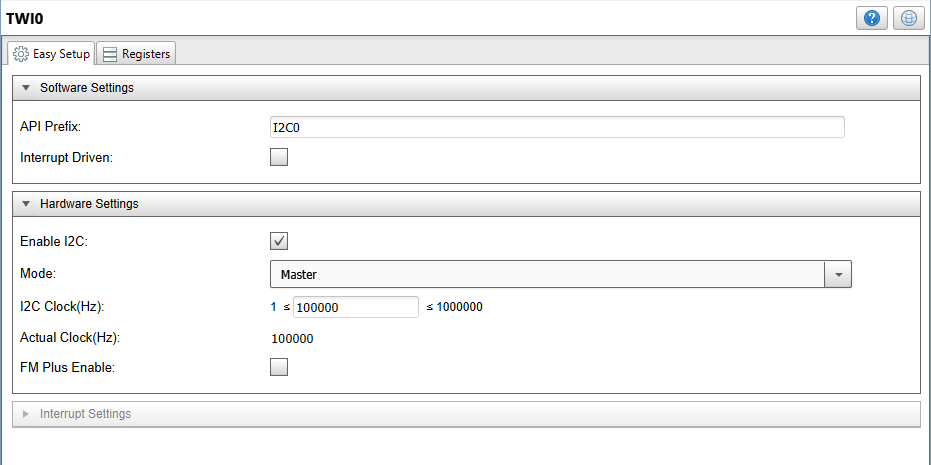 TWI0
Easy Setup Registers
Software Settings
API Prefix: I2C0
Interrupt Driven:
Hardware Settings
Enable I2C:
Mode: Master
I2C Clock(Hz): 1 ≤ 100000 ≤ 1000000
Actual Clock(Hz): 100000
FM Plus Enable:
Interrupt Settings